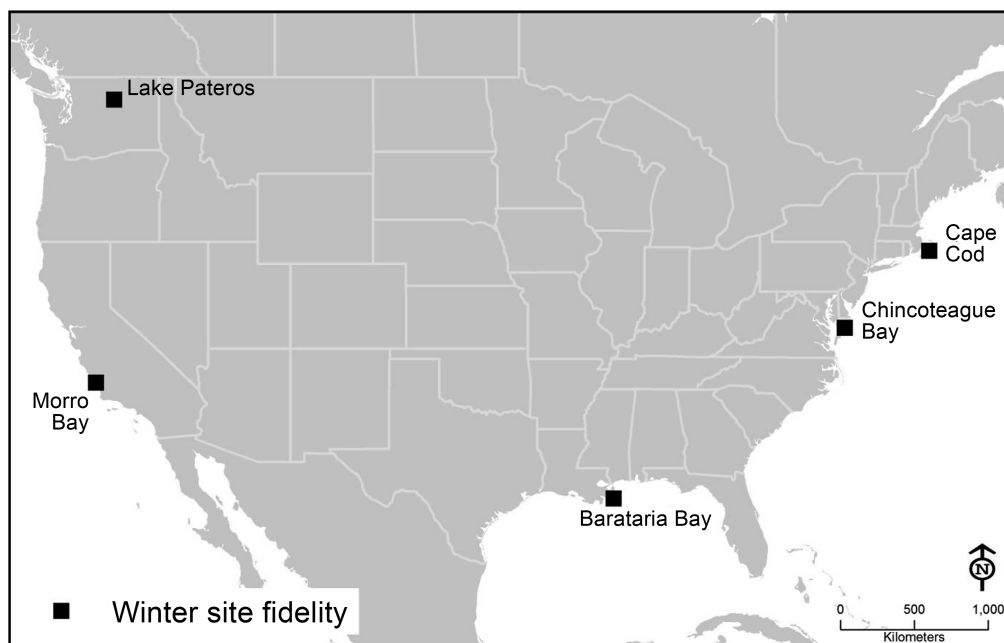 Lake Pateros
Cape
Cod
Chincoteague
Bay
Morro
Bay
Barataria Bay
Winter site fidelity
N
0 500 1,000
Kilometers